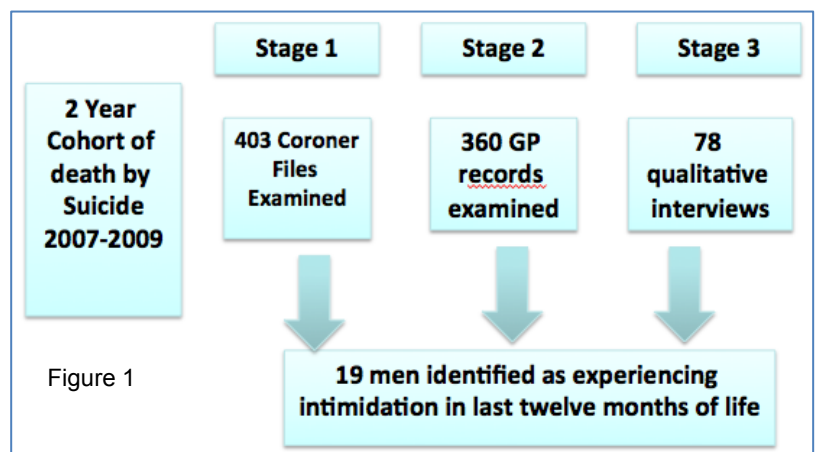 Stage 1
Stage 2
Stage 3
2 Year
Cohort of
death by
Suicide
2007-2009
403 Coroner
Files
Examined
360 GP
records
examined
78
qualitative
interviews
Figure 1
19 men identified as experiencing
intimidation in last twelve months of life